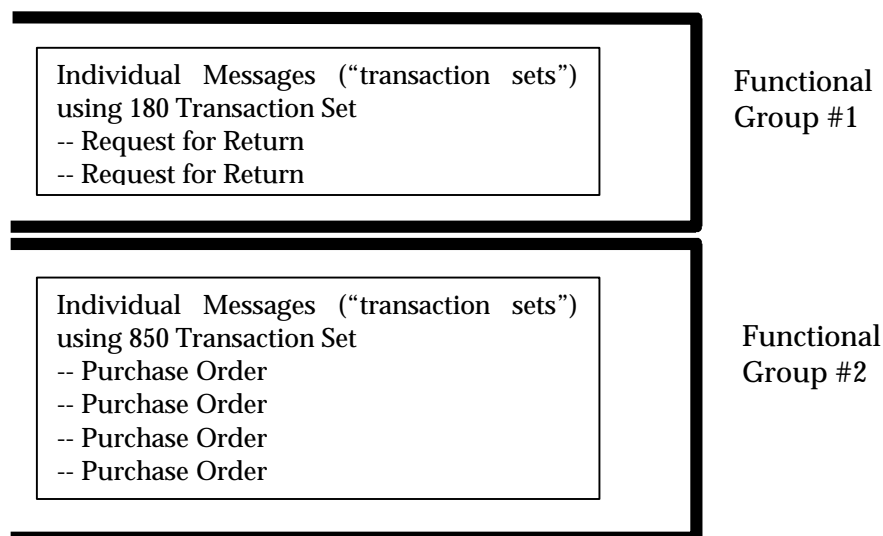 Individual Messages (“transaction sets”)
using 180 Transaction Set
-- Request for Return
-- Request for Return
Functional
Group #1
Individual Messages (“transaction sets”)
using 850 Transaction Set
-- Purchase Order
-- Purchase Order
-- Purchase Order
-- Purchase Order
Functional
Group #2